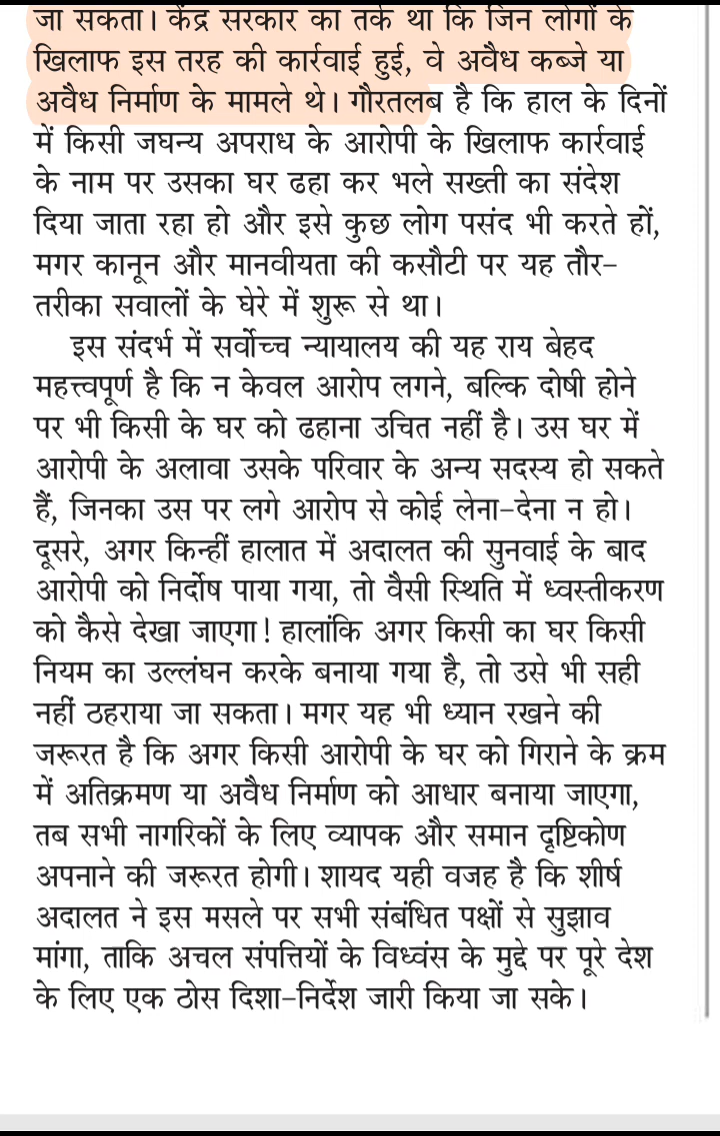 जा सकता। केंद्र सरकार का तर्क था कि जिन लोगों के
खिलाफ इस तरह की कार्रवाई हुई, वे अवैध कब्जे या
अवैध निर्माण के मामले थे। गौरतलब है कि हाल के दिनों
में किसी जघन्य अपराध के आरोपी के खिलाफ कार्रवाई
के नाम पर उसका घर ढहा कर भले सख्ती का संदेश
दिया जाता रहा हो और इसे कुछ लोग पसंद भी करते हों,
मगर कानून और मानवीयता की कसौटी पर यह तौर-
तरीका सवालों के घेरे में शुरू से था।
इस संदर्भ में सर्वोच्च न्यायालय की यह राय बेहद
महत्त्वपूर्ण है कि न केवल आरोप लगने, बल्कि दोषी होने
पर भी किसी के घर को ढहाना उचित नहीं है। उस घर में
आरोपी के अलावा उसके परिवार के अन्य सदस्य हो सकते
हैं, जिनका उस पर लगे आरोप से कोई लेना-देना न हो।
दूसरे, अगर किन्हीं हालात में अदालत की सुनवाई के बाद
आरोपी को निर्दोष पाया गया, तो वैसी स्थिति में ध्वस्तीकरण
को कैसे देखा जाएगा! हालांकि अगर किसी का घर किसी
नियम का उल्लंघन करके बनाया गया है, तो उसे भी सही
नहीं ठहराया जा सकता। मगर यह भी ध्यान रखने की
जरूरत है कि अगर किसी आरोपी के घर को गिराने के क्रम
में अतिक्रमण या अवैध निर्माण को आधार बनाया जाएगा,
तब सभी नागरिकों के लिए व्यापक और समान दृष्टिकोण
अपनाने की जरूरत होगी। शायद यही वजह है कि शीर्ष
अदालत ने इस मसले पर सभी संबंधित पक्षों से सुझाव
मांगा, ताकि अचल संपत्तियों के विध्वंस के मुद्दे पर पूरे देश
के लिए एक ठोस दिशा-निर्देश जारी किया जा सके।